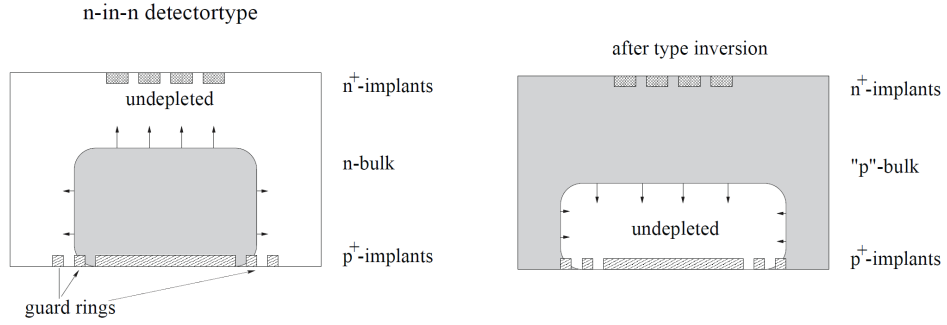 n-in-n detectortype
undepleted
n+-implants
n-bulk
p+-implants
guard rings
after type inversion
n+-implants
"p"-bulk
undepleted
p+-implants